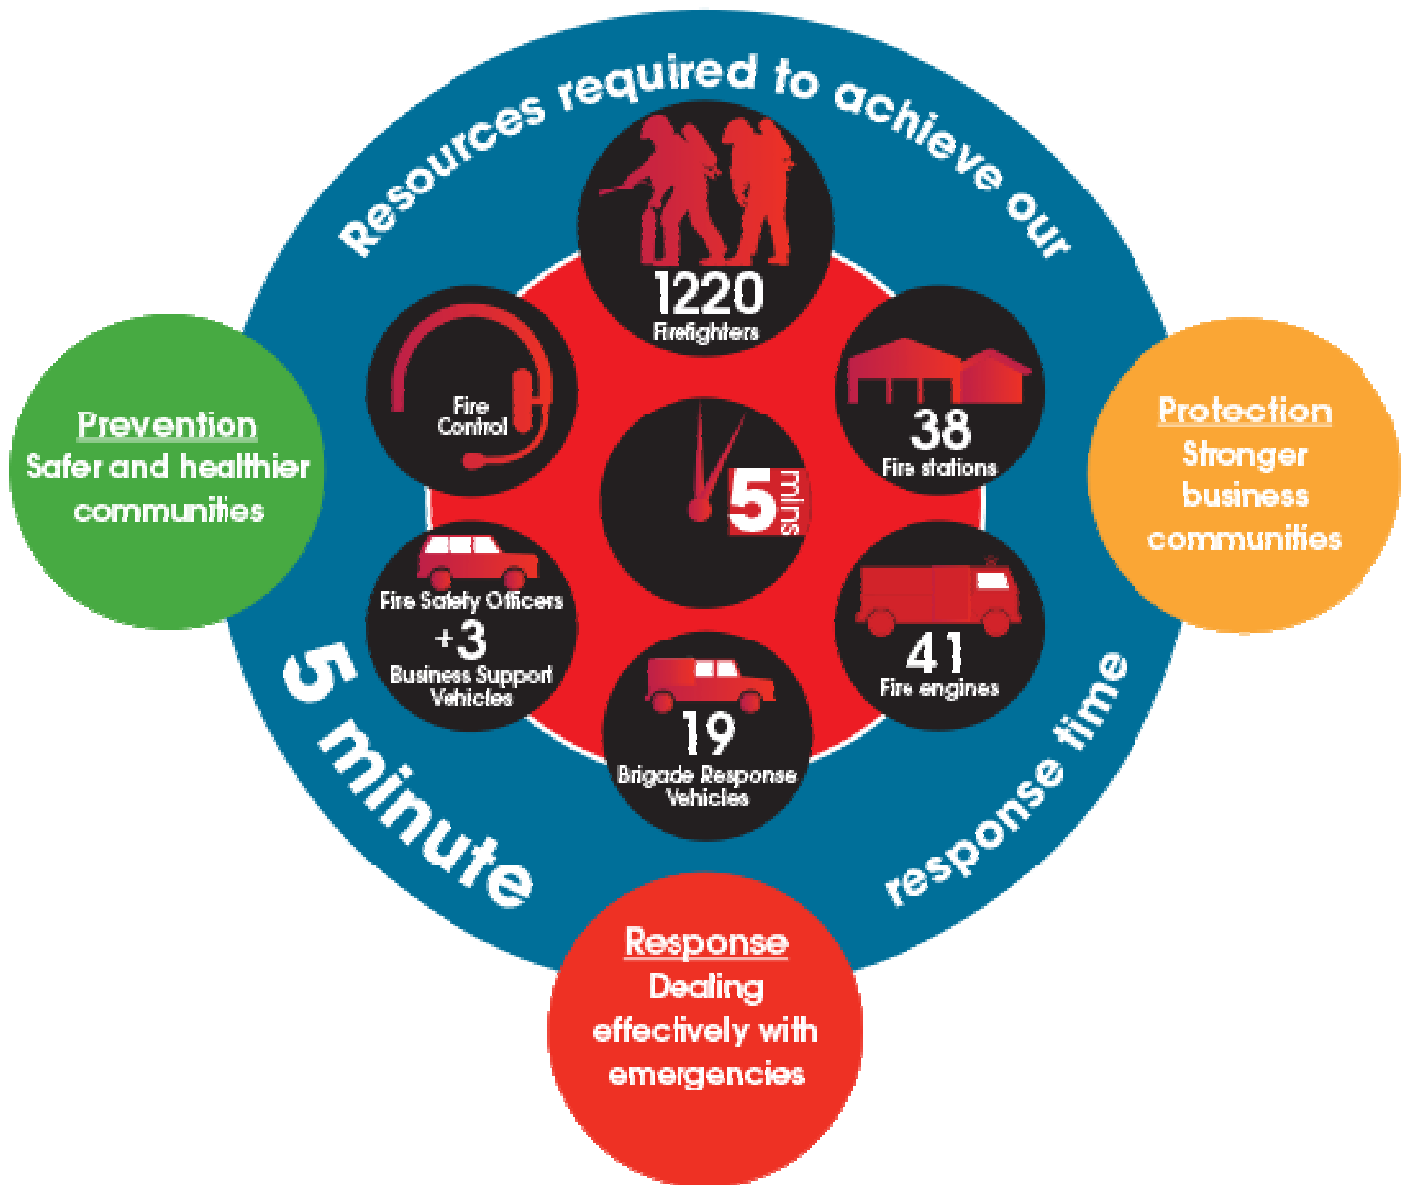 Resources required to achieve our
5 minute
response time
1220
Firefighters
38
Fire stations
41
Fire engines
19
Brigade Response
Vehicles
Fire Safety Officers
+3
Business Support
Vehicles
Fire
Control
5 mins
Prevention
Safer and healthier
communities
Protection
Stronger
business
communities
Response
Dealing
effectively with
emergencies